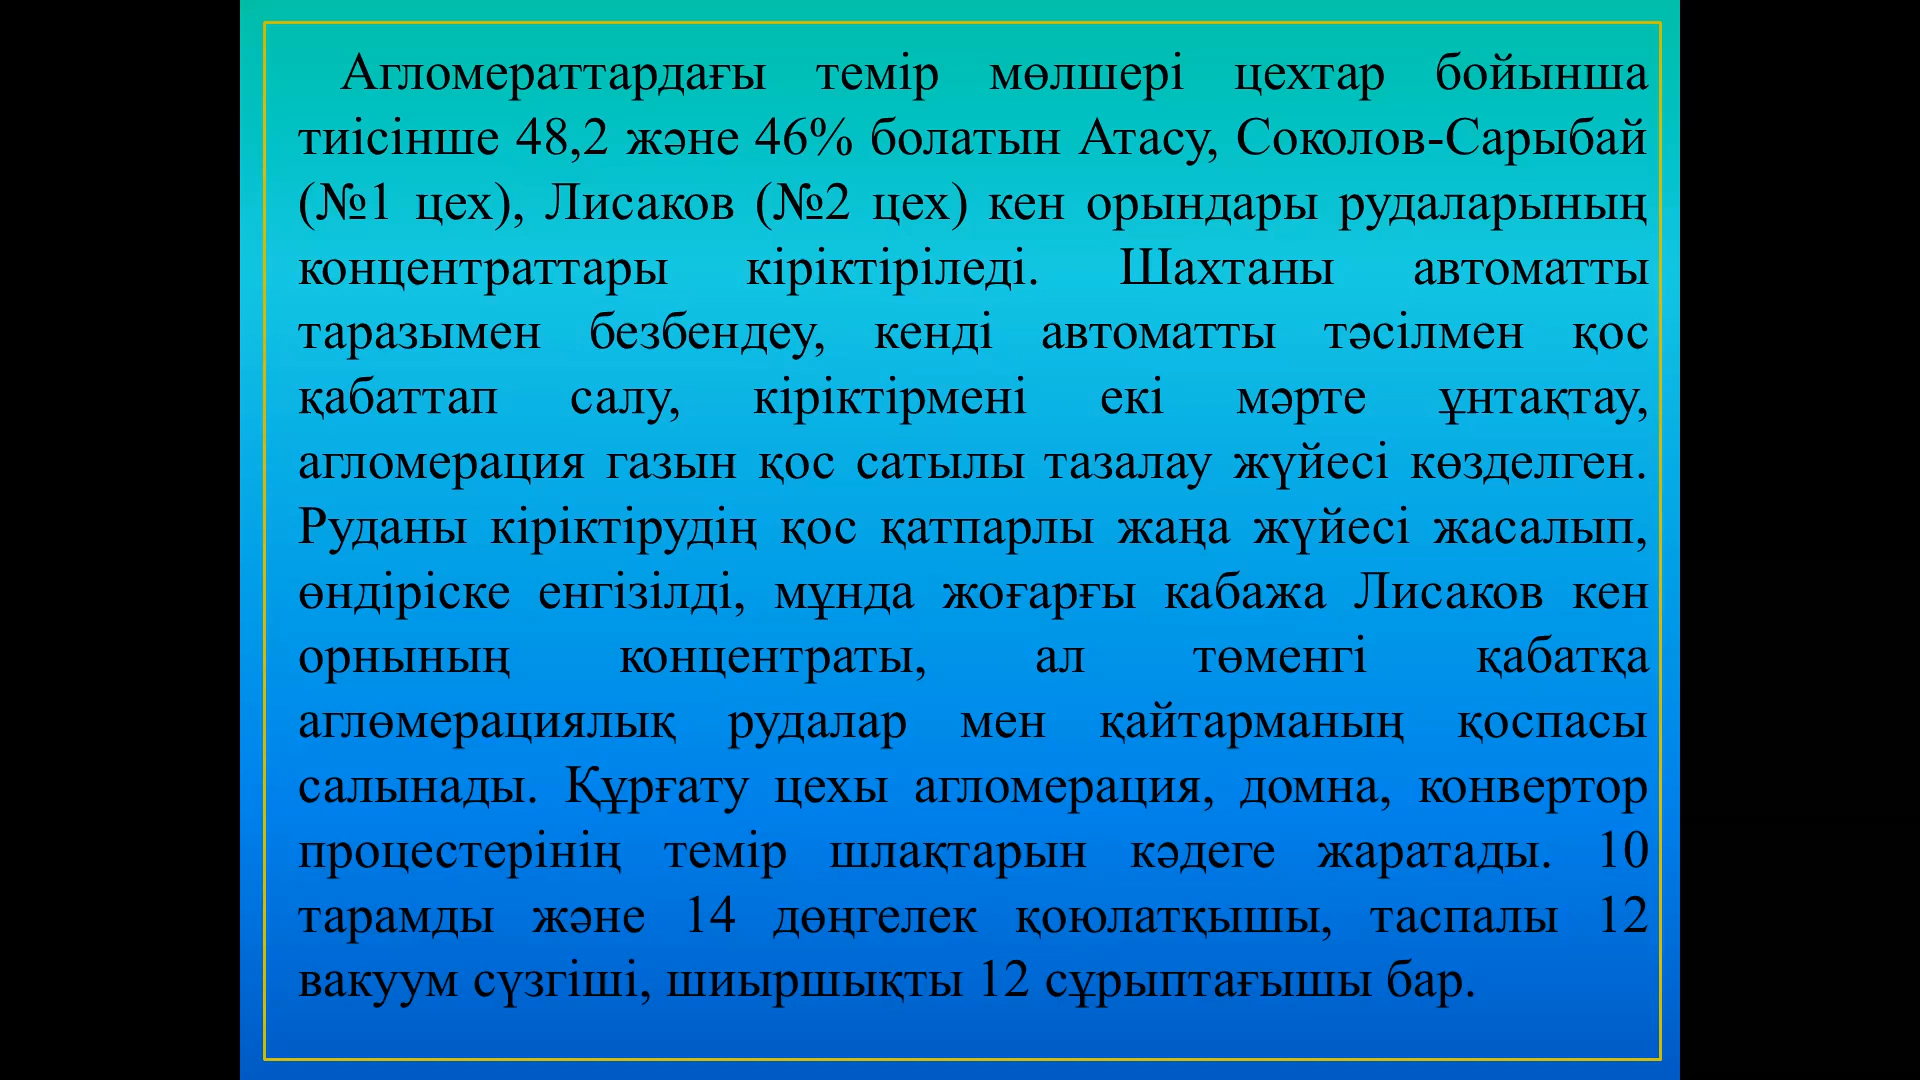 Агломераттардағы темір мөлшері цехтар бойынша
тиісінше 48,2 және 46% болатын Атасу, Соколов-Сарыбай
(№1 цех), Лисаков (№2 цех) кен орындары рудаларының
концентраттары кіріктіріледі. Шахтаны автоматты
таразымен безбендеу, кенді автоматты тәсілмен қос
қабаттап салу, кіріктірмені екі мәрте ұнтақтау,
агломерация газын қос сатылы тазалау жүйесі көзделген.
Руданы кіріктірудің қос қатпарлы жаңа жүйесі жасалып,
өндіріске енгізілді, мұнда жоғарғы кабажа Лисаков кен
орнының концентраты, ал төменгі қабатқа
аглөмерациялық рудалар мен қайтарманың қоспасы
салынады. Құрғату цехы агломерация, домна, конвертор
процестерінің темір шлақтарын кәдеге жаратады. 10
тарамды және 14 дөңгелек қоюлатқышы, таспалы 12
вакуум сүзгіші, шиыршықты 12 сұрыптағышы бар.